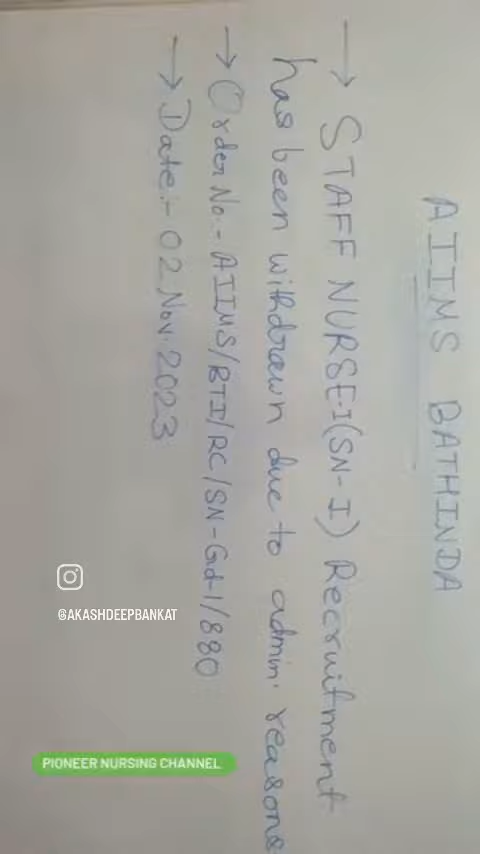 AIIMS BATHINDA
→ STAFF NURSE-I (SN-I) Recruitment
has been withdrawn due to admin. reasons
→ Order No.- AIIMS/BTI/RC/SN-Gd-1/880
→ Date:- 02 Nov. 2023
@AKASHDEEPBANKAT
PIONEER NURSING CHANNEL